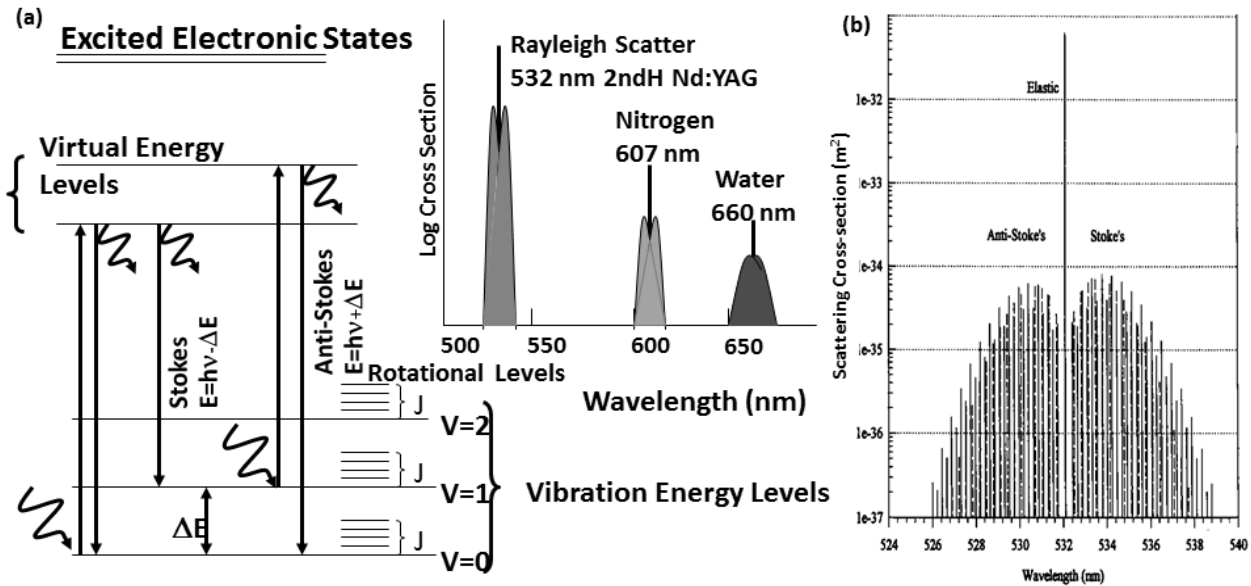 (a)
Excited Electronic States
Virtual Energy
Levels
Stokes
E=hν-ΔE
Anti-Stokes
E=hν+ΔE
ΔE
Rotational Levels
J
V=2
J
V=1
J
V=0
Vibration Energy Levels
Log Cross Section
Rayleigh Scatter
532 nm 2ndH Nd:YAG
Nitrogen
607 nm
Water
660 nm
500 550 600 650
Wavelength (nm)
(b)
Scattering Cross-section (m²)
Elastic
1e-32
1e-33
Anti-Stoke's Stoke's
1e-34
1e-35
1e-36
1e-37
524 526 528 530 532 534 536 538 540
Wavelength (nm)